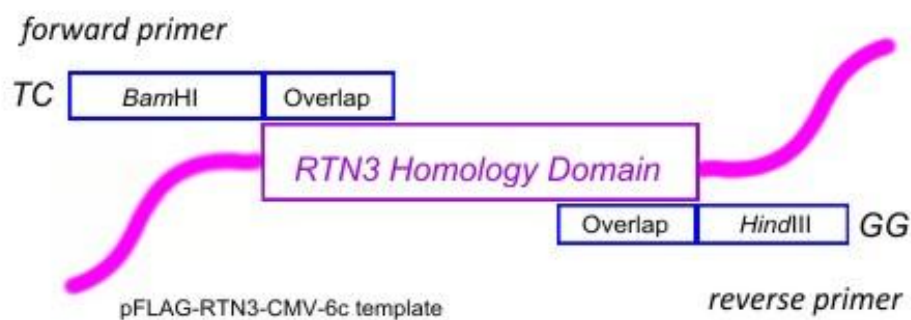 forward primer
TC BamHI Overlap
RTN3 Homology Domain
Overlap HindIII GG
pFLAG-RTN3-CMV-6c template
reverse primer